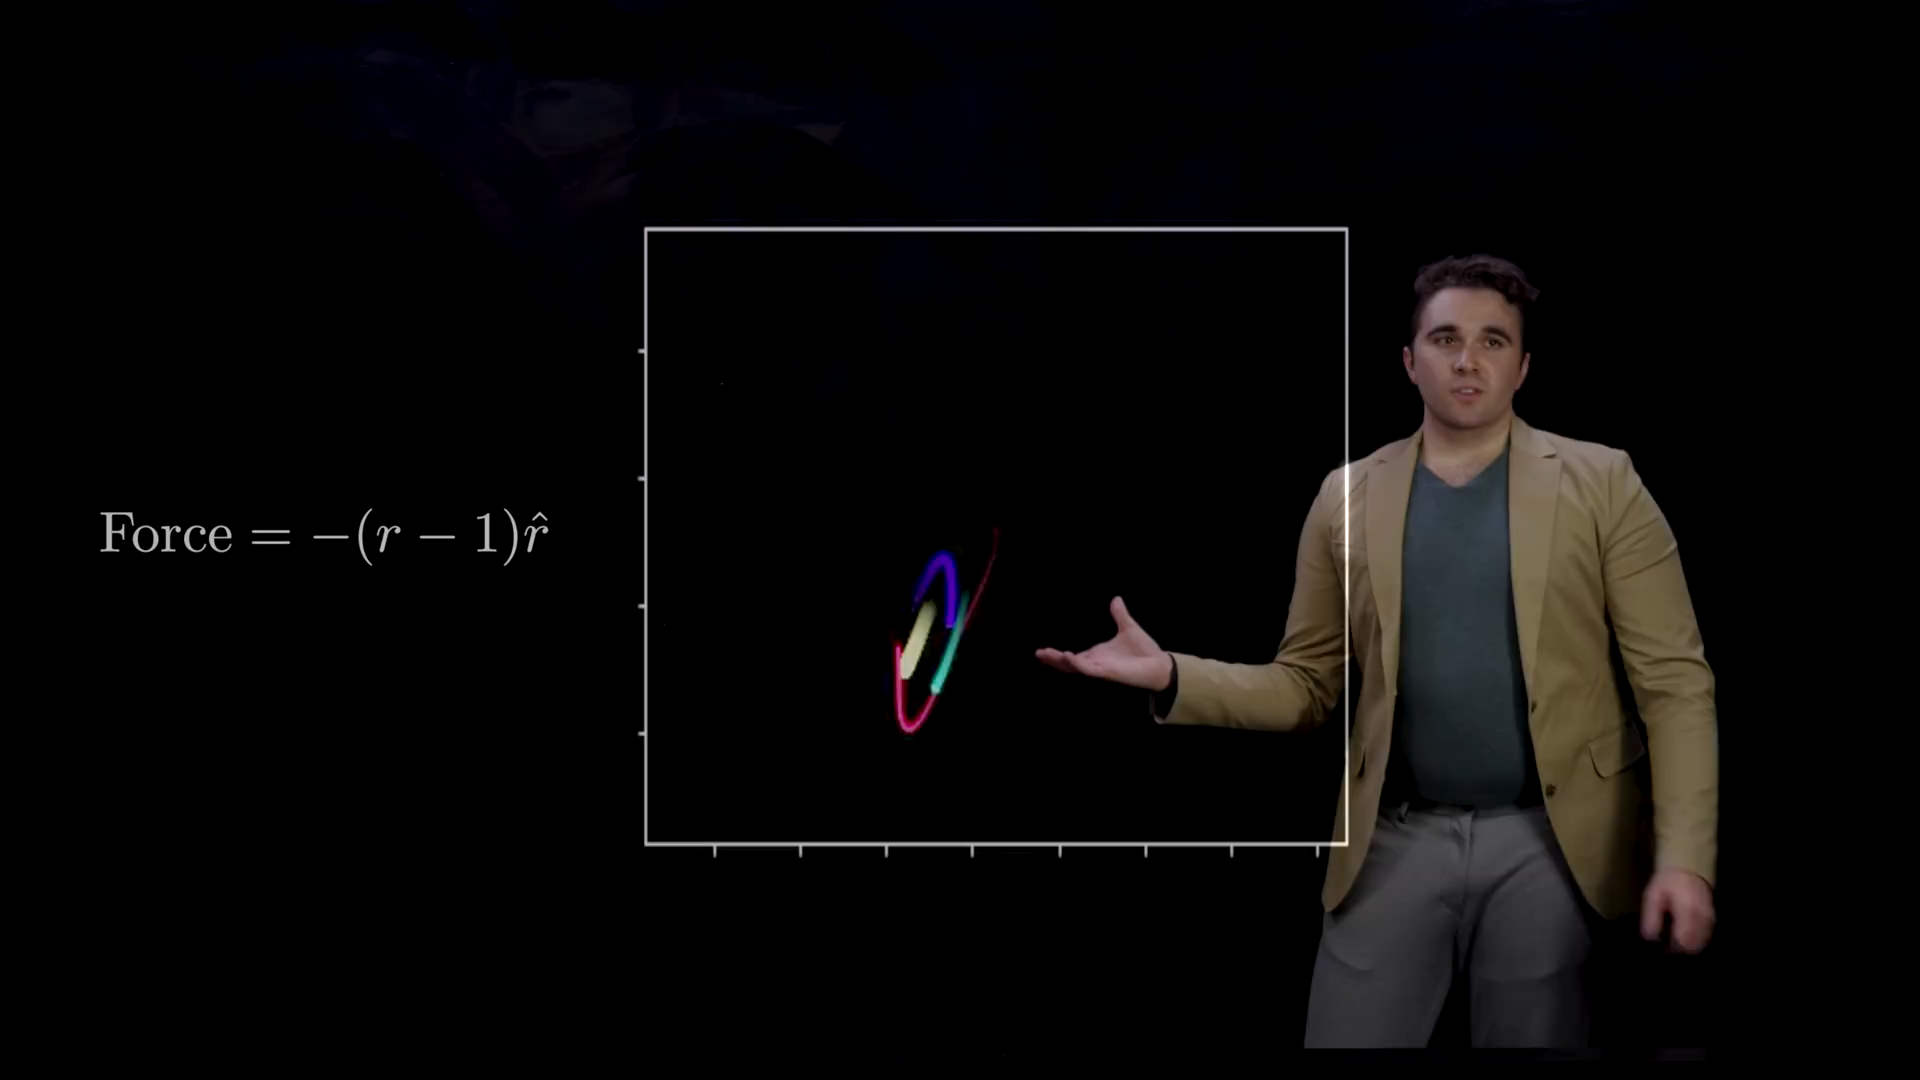 Force = −(r − 1)r̂